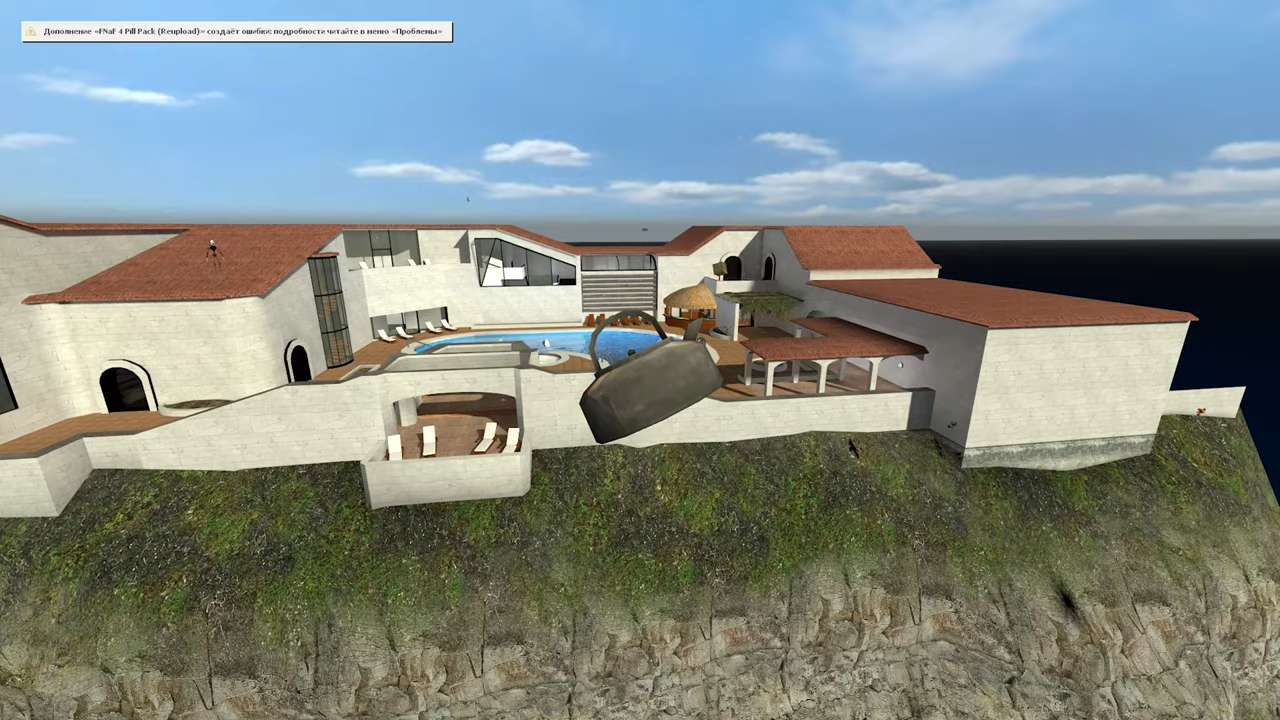 Дополнение «FNaF 4 Pill Pack (Reupload)» создаёт ошибки: подробности читайте в меню «Проблемы»